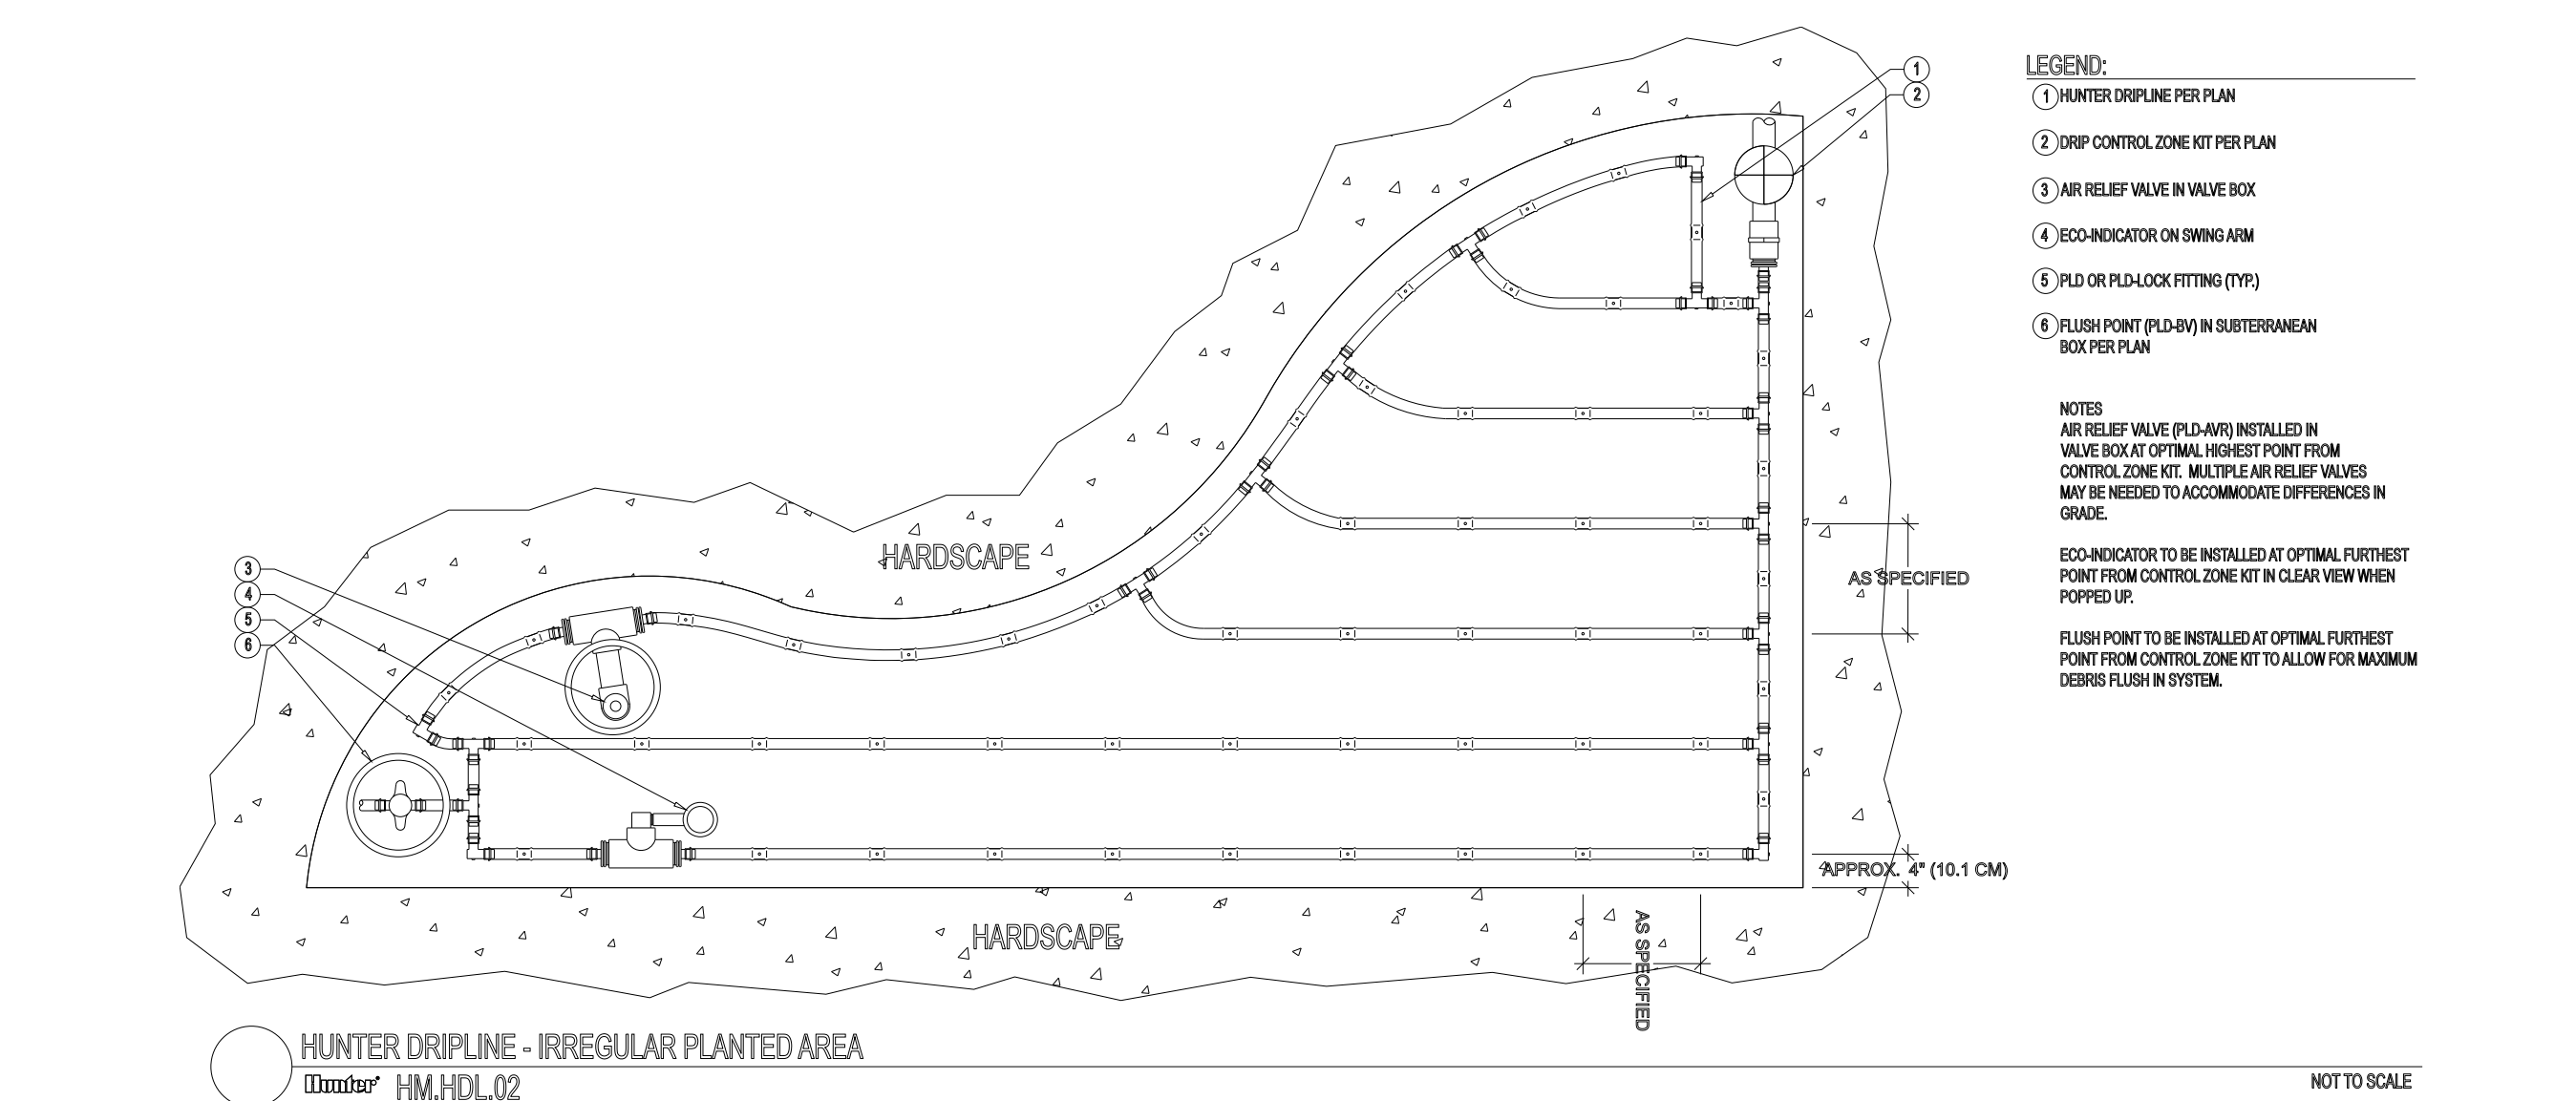 1
2
LEGEND:
1 HUNTER DRIPLINE PER PLAN
2 DRIP CONTROL ZONE KIT PER PLAN
3 AIR RELIEF VALVE IN VALVE BOX
4 ECO-INDICATOR ON SWING ARM
5 PLD OR PLD-LOCK FITTING (TYP.)
6 FLUSH POINT (PLD-BV) IN SUBTERRANEAN
BOX PER PLAN
NOTES
AIR RELIEF VALVE (PLD-AVR) INSTALLED IN
VALVE BOX AT OPTIMAL HIGHEST POINT FROM
CONTROL ZONE KIT. MULTIPLE AIR RELIEF VALVES
MAY BE NEEDED TO ACCOMMODATE DIFFERENCES IN
GRADE.
ECO-INDICATOR TO BE INSTALLED AT OPTIMAL FURTHEST
POINT FROM CONTROL ZONE KIT IN CLEAR VIEW WHEN
POPPED UP.
FLUSH POINT TO BE INSTALLED AT OPTIMAL FURTHEST
POINT FROM CONTROL ZONE KIT TO ALLOW FOR MAXIMUM
DEBRIS FLUSH IN SYSTEM.
HARDSCAPE
3
4
5
6
AS SPECIFIED
APPROX. 4" (10.1 CM)
HARDSCAPE
AS SPECIFIED
HUNTER DRIPLINE - IRREGULAR PLANTED AREA
Hunter® HM.HDL.02
NOT TO SCALE